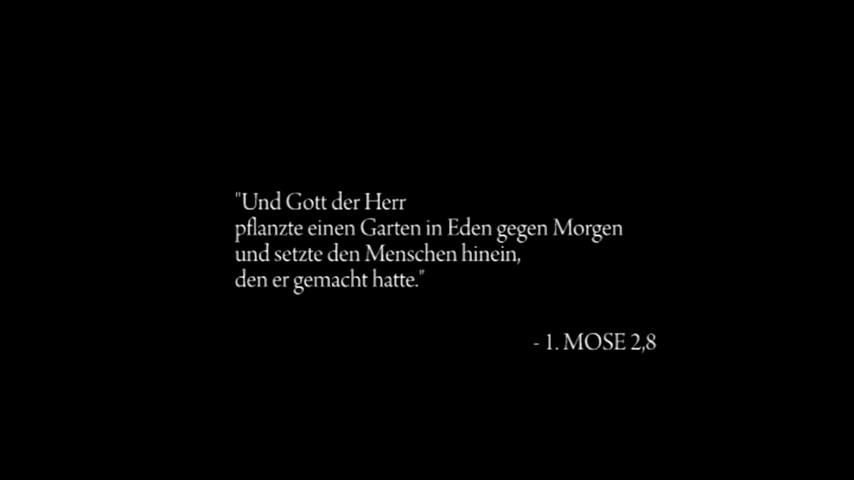 "Und Gott der Herr
pflanzte einen Garten in Eden gegen Morgen
und setzte den Menschen hinein,
den er gemacht hatte."
- 1. MOSE 2,8